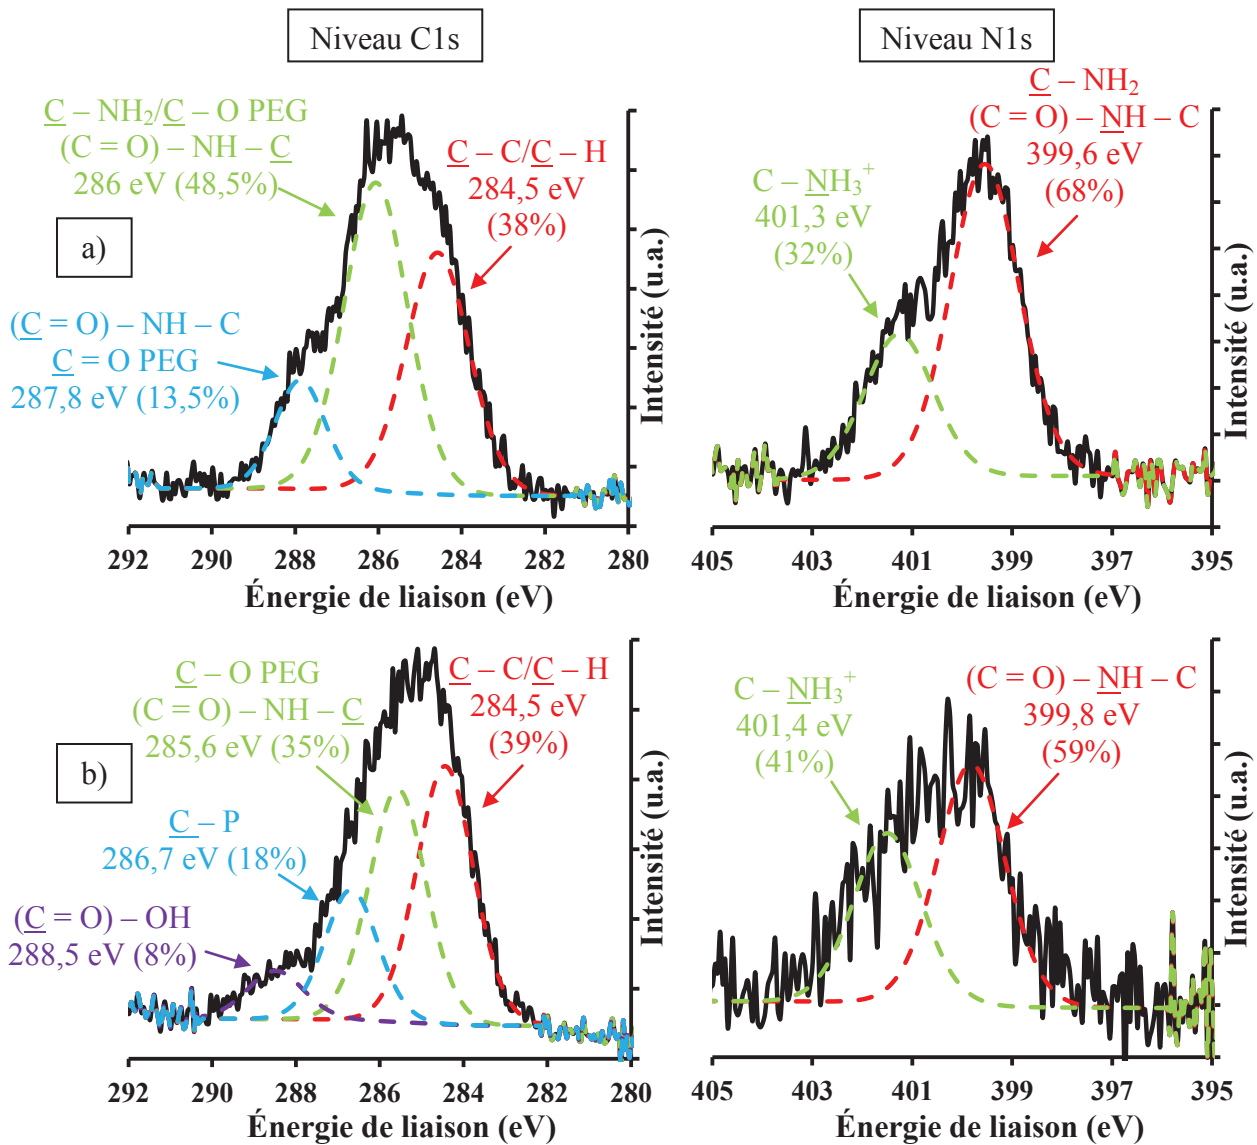 Niveau C1s
Niveau N1s
a)
C – NH₂/C – O PEG
(C = O) – NH – C
286 eV (48,5%)
C – C/C – H
284,5 eV
(38%)
(C = O) – NH – C
C = O PEG
287,8 eV (13,5%)
292 290 288 286 284 282 280
Énergie de liaison (eV)
Intensité (u.a.)
C – NH₃⁺
401,3 eV
(32%)
C – NH₂
(C = O) – NH – C
399,6 eV
(68%)
405 403 401 399 397 395
Énergie de liaison (eV)
Intensité (u.a.)
b)
C – O PEG
(C = O) – NH – C
285,6 eV (35%)
C – C/C – H
284,5 eV
(39%)
C – P
286,7 eV (18%)
(C = O) – OH
288,5 eV (8%)
292 290 288 286 284 282 280
Énergie de liaison (eV)
Intensité (u.a.)
C – NH₃⁺
401,4 eV
(41%)
(C = O) – NH – C
399,8 eV
(59%)
405 403 401 399 397 395
Énergie de liaison (eV)
Intensité (u.a.)